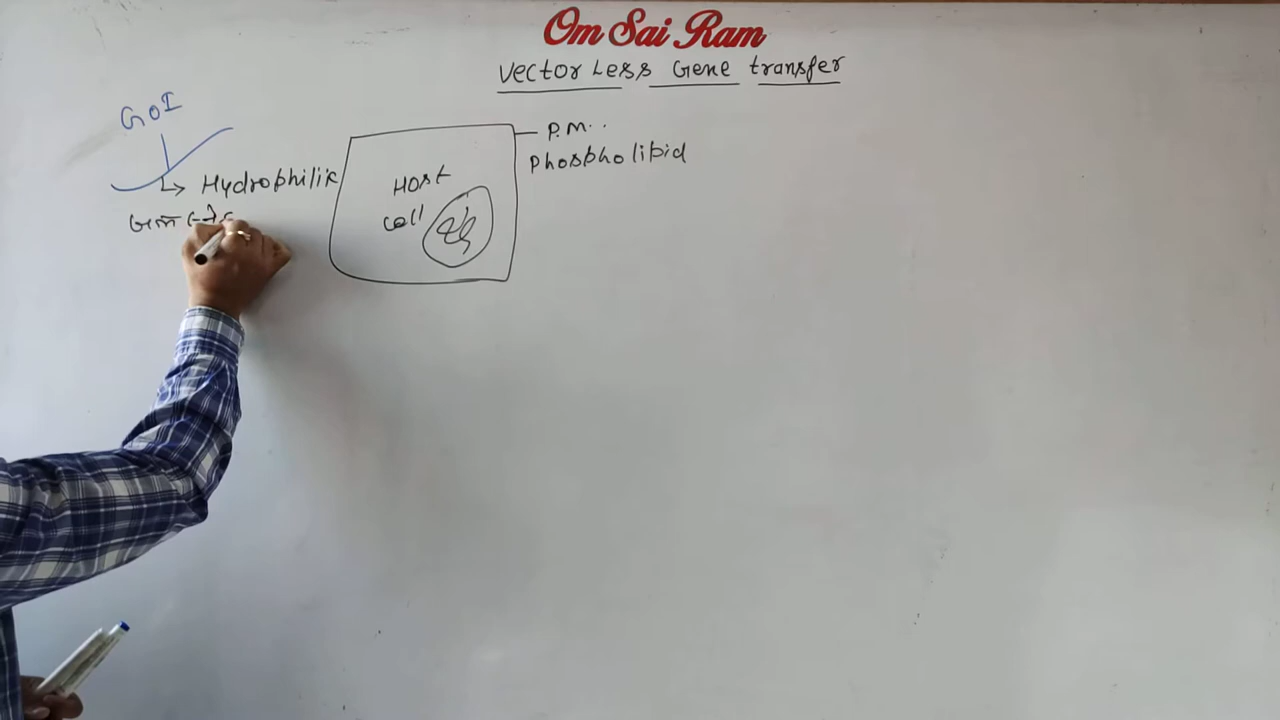 Om Sai Ram
Vector Less Gene transfer
GOI
P.M..
Phospholipid
Hydrophilic
Host
cell